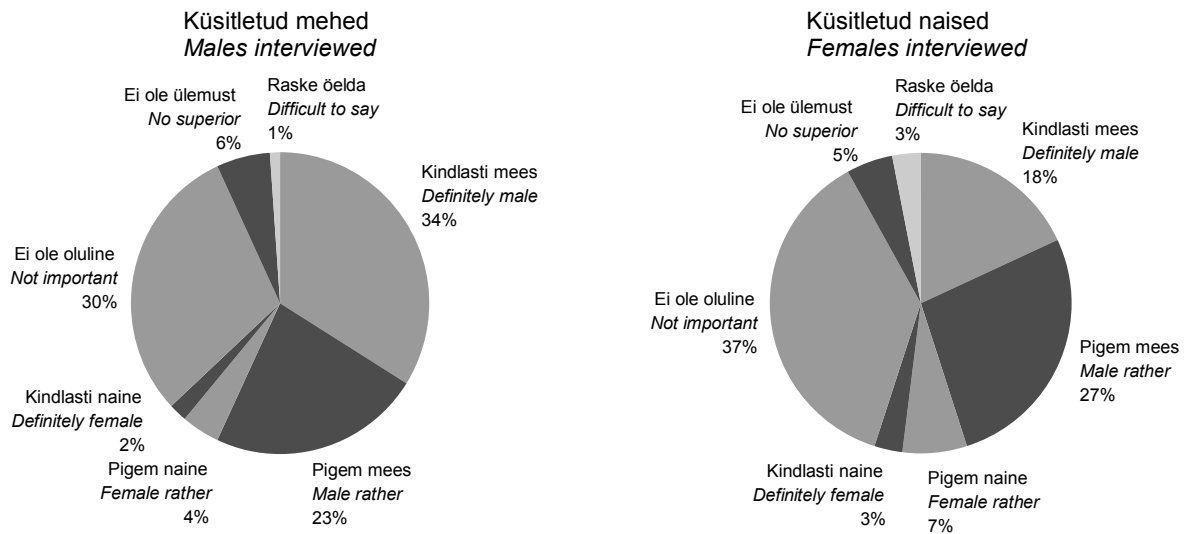 Küsitletud mehed
Males interviewed
Raske öelda
Difficult to say
1%
Ei ole ülemust
No superior
6%
Kindlasti mees
Definitely male
34%
Ei ole oluline
Not important
30%
Kindlasti naine
Definitely female
2%
Pigem naine
Female rather
4%
Pigem mees
Male rather
23%
Küsitletud naised
Females interviewed
Raske öelda
Difficult to say
3%
Ei ole ülemust
No superior
5%
Kindlasti mees
Definitely male
18%
Ei ole oluline
Not important
37%
Pigem mees
Male rather
27%
Kindlasti naine
Definitely female
3%
Pigem naine
Female rather
7%